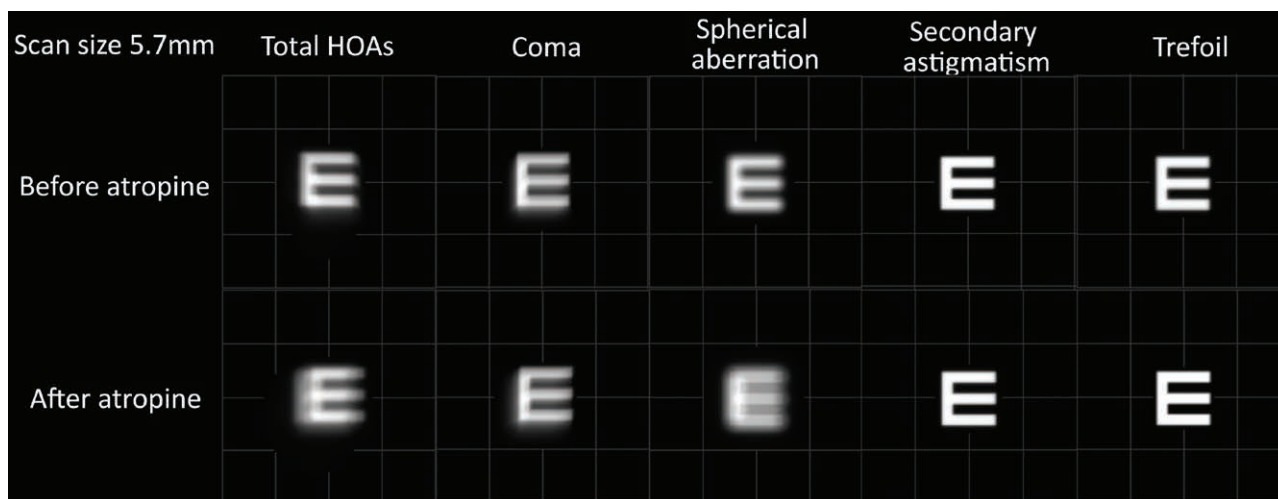 Scan size 5.7mm
Total HOAs
Coma
Spherical
aberration
Secondary
astigmatism
Trefoil
Before atropine
E
E
E
E
E
After atropine
E
E
E
E
E